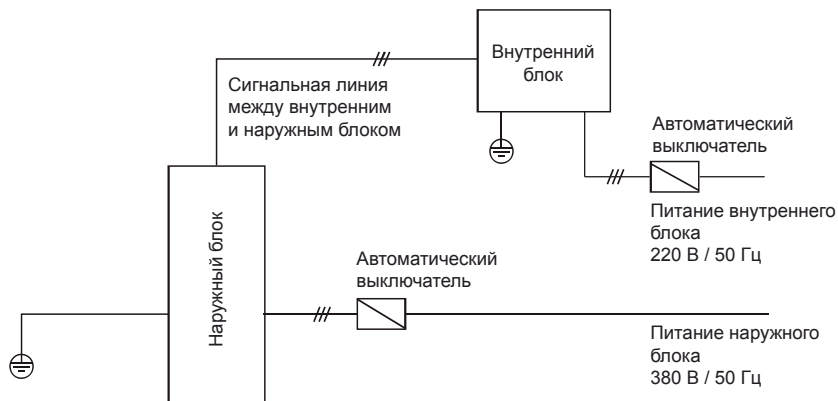 Внутренний
блок
Сигнальная линия
между внутренним
и наружным блоком
Автоматический
выключатель
Питание внутреннего
блока
220 В / 50 Гц
Наружный блок
Автоматический
выключатель
Питание наружного
блока
380 В / 50 Гц